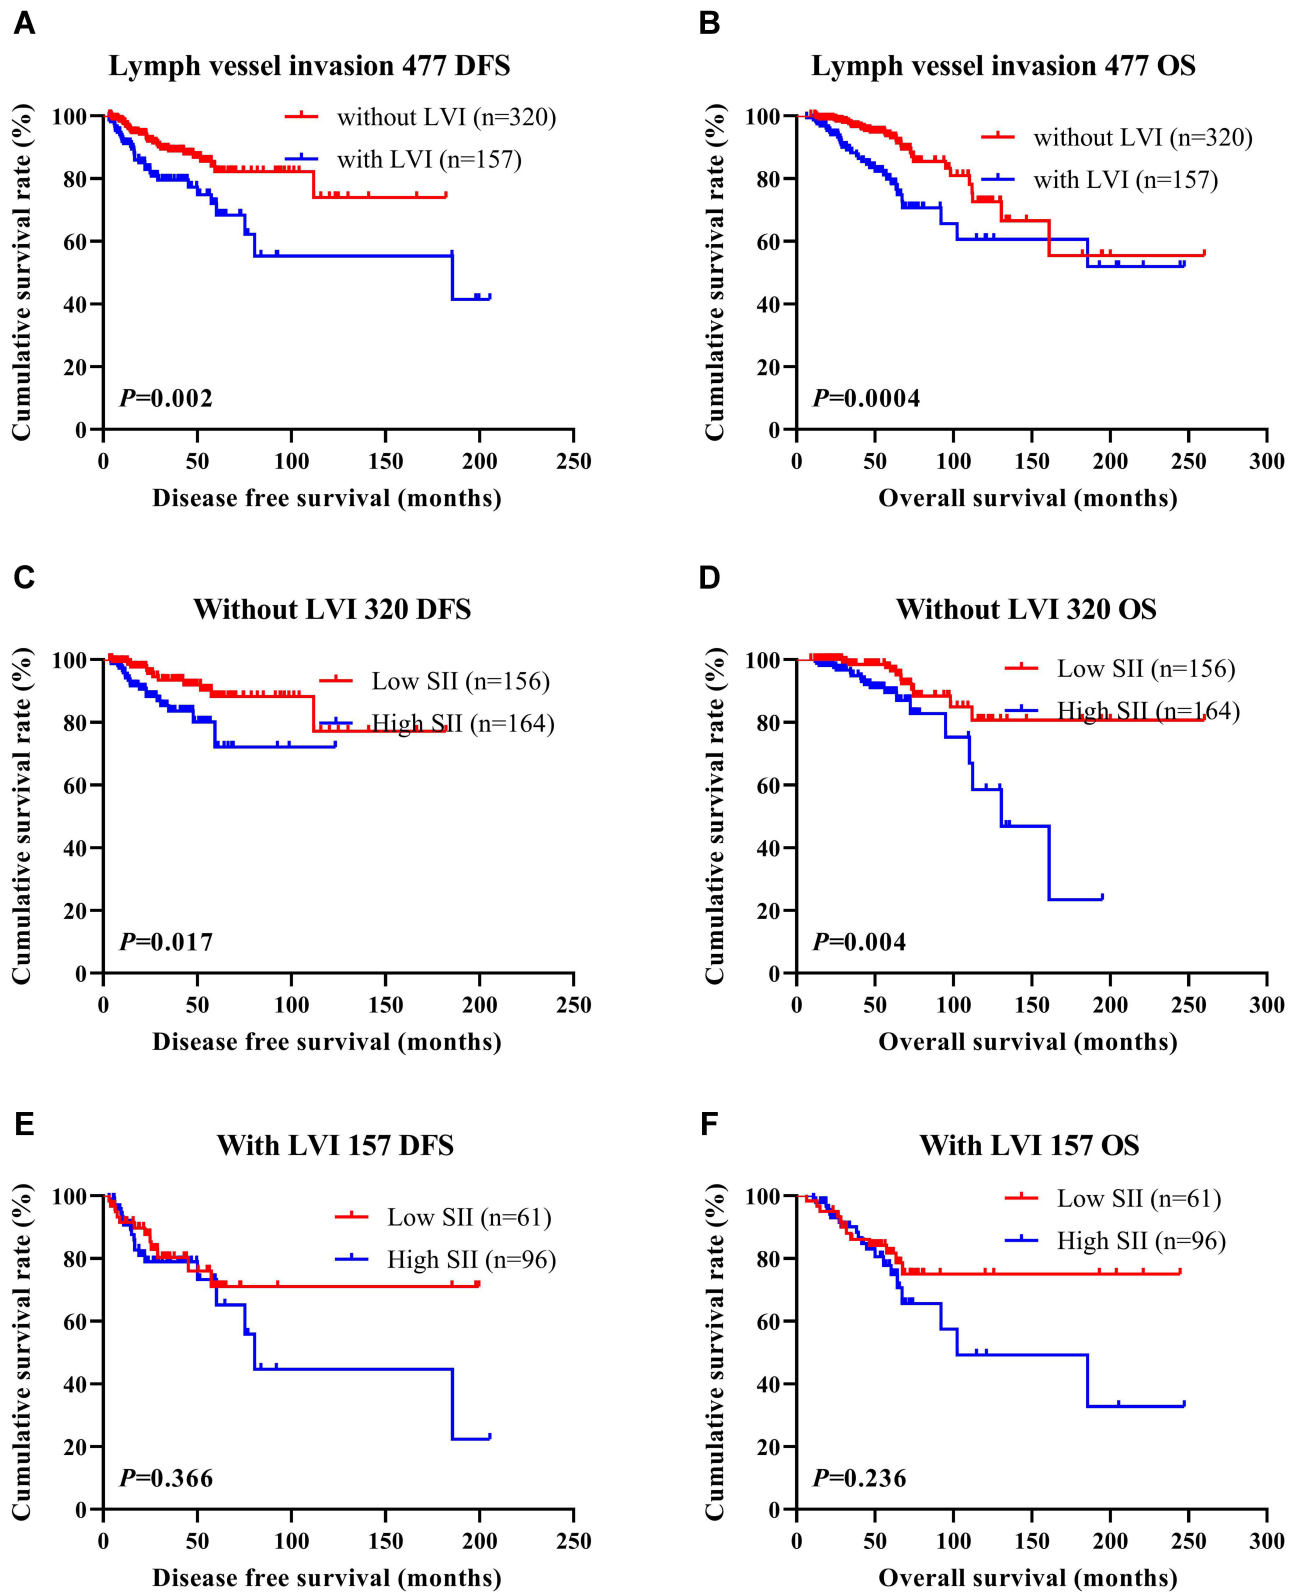 A
Lymph vessel invasion 477 DFS
Cumulative survival rate (%)
100
80
60
40
20
0
without LVI (n=320)
with LVI (n=157)
P=0.002
0 50 100 150 200 250
Disease free survival (months)
B
Lymph vessel invasion 477 OS
Cumulative survival rate (%)
100
80
60
40
20
0
without LVI (n=320)
with LVI (n=157)
P=0.0004
0 50 100 150 200 250 300
Overall survival (months)
C
Without LVI 320 DFS
Cumulative survival rate (%)
100
80
60
40
20
0
Low SII (n=156)
High SII (n=164)
P=0.017
0 50 100 150 200 250
Disease free survival (months)
D
Without LVI 320 OS
Cumulative survival rate (%)
100
80
60
40
20
0
Low SII (n=156)
High SII (n=164)
P=0.004
0 50 100 150 200 250 300
Overall survival (months)
E
With LVI 157 DFS
Cumulative survival rate (%)
100
80
60
40
20
0
Low SII (n=61)
High SII (n=96)
P=0.366
0 50 100 150 200 250
Disease free survival (months)
F
With LVI 157 OS
Cumulative survival rate (%)
100
80
60
40
20
0
Low SII (n=61)
High SII (n=96)
P=0.236
0 50 100 150 200 250 300
Overall survival (months)